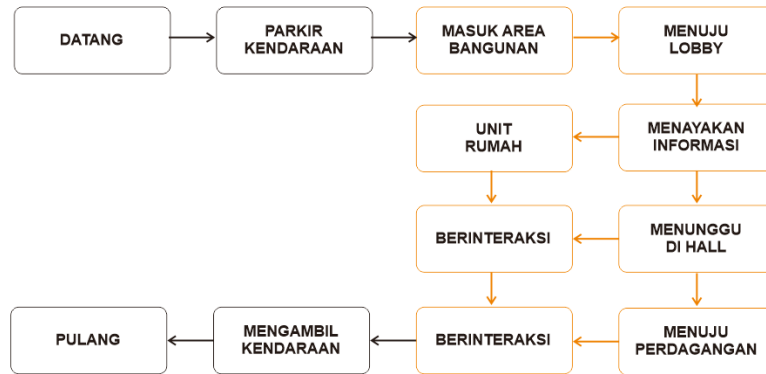 DATANG
PARKIR
KENDARAAN
MASUK AREA
BANGUNAN
MENUJU
LOBBY
UNIT
RUMAH
MENAYAKAN
INFORMASI
BERINTERAKSI
MENUNGGU
DI HALL
PULANG
MENGAMBIL
KENDARAAN
BERINTERAKSI
MENUJU
PERDAGANGAN